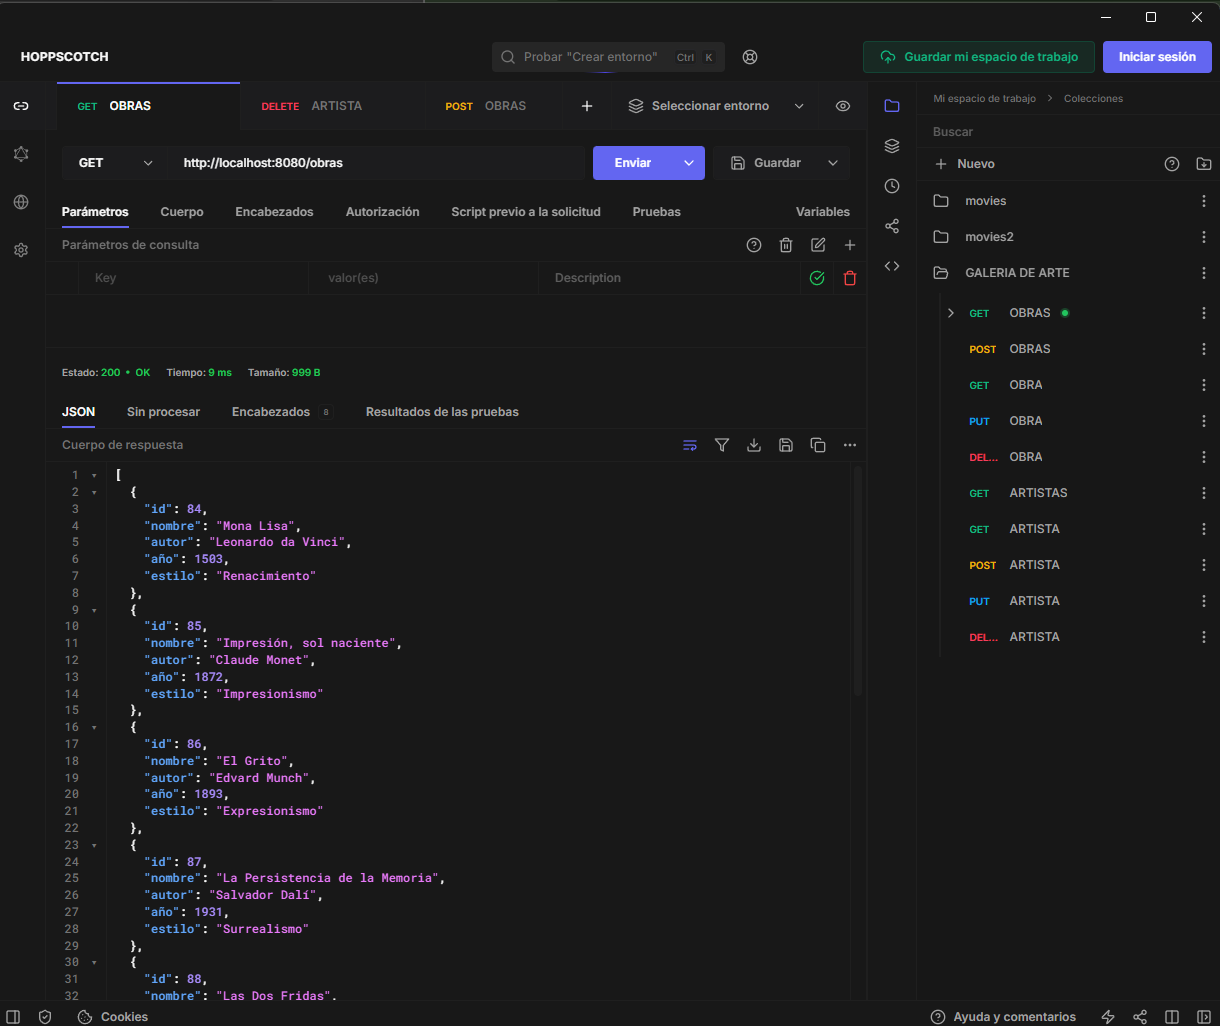 HOPPSCOTCH
Probar "Crear entorno" Ctrl K
Guardar mi espacio de trabajo
Iniciar sesión
GET OBRAS
DELETE ARTISTA
POST OBRAS
Seleccionar entorno
GET
http://localhost:8080/obras
Enviar
Guardar
Parámetros Cuerpo Encabezados Autorización Script previo a la solicitud Pruebas Variables
Parámetros de consulta
Key valor(es) Description
Estado: 200 • OK Tiempo: 9 ms Tamaño: 999 B
JSON Sin procesar Encabezados 8 Resultados de las pruebas
Cuerpo de respuesta
1 [
2 {
3 "id": 84,
4 "nombre": "Mona Lisa",
5 "autor": "Leonardo da Vinci",
6 "año": 1503,
7 "estilo": "Renacimiento"
8 },
9 {
10 "id": 85,
11 "nombre": "Impresión, sol naciente",
12 "autor": "Claude Monet",
13 "año": 1872,
14 "estilo": "Impresionismo"
15 },
16 {
17 "id": 86,
18 "nombre": "El Grito",
19 "autor": "Edvard Munch",
20 "año": 1893,
21 "estilo": "Expresionismo"
22 },
23 {
24 "id": 87,
25 "nombre": "La Persistencia de la Memoria",
26 "autor": "Salvador Dalí",
27 "año": 1931,
28 "estilo": "Surrealismo"
29 },
30 {
31 "id": 88,
32 "nombre": "Las Dos Fridas",
Mi espacio de trabajo > Colecciones
Buscar
Nuevo
movies
movies2
GALERIA DE ARTE
GET OBRAS
POST OBRAS
GET OBRA
PUT OBRA
DEL... OBRA
GET ARTISTAS
GET ARTISTA
POST ARTISTA
PUT ARTISTA
DEL... ARTISTA
Cookies
Ayuda y comentarios